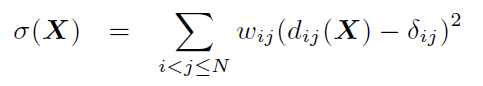 σ(X) = ∑_{i<j≤N} w_{ij}(d_{ij}(X) − δ_{ij})²